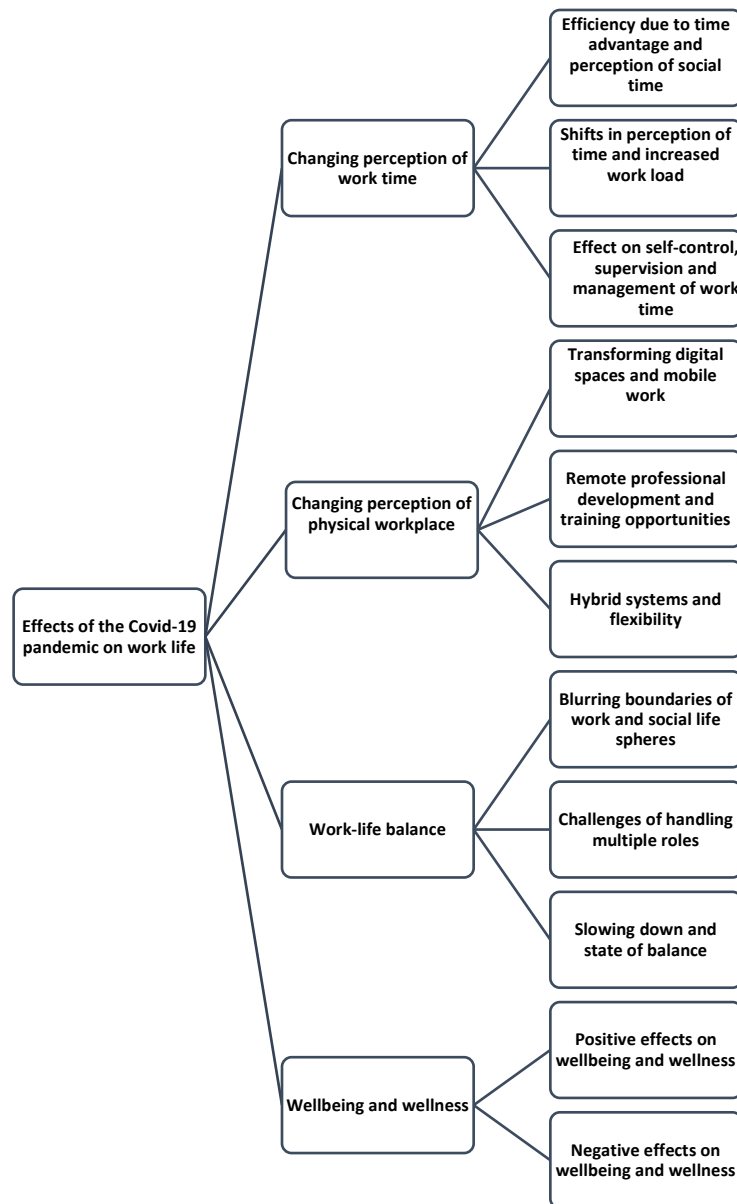 Effects of the Covid-19
pandemic on work life
Changing perception of
work time
Efficiency due to time
advantage and
perception of social
time
Shifts in perception of
time and increased
work load
Effect on self-control,
supervision and
management of work
time
Changing perception of
physical workplace
Transforming digital
spaces and mobile
work
Remote professional
development and
training opportunities
Hybrid systems and
flexibility
Work-life balance
Blurring boundaries of
work and social life
spheres
Challenges of handling
multiple roles
Slowing down and
state of balance
Wellbeing and wellness
Positive effects on
wellbeing and wellness
Negative effects on
wellbeing and wellness